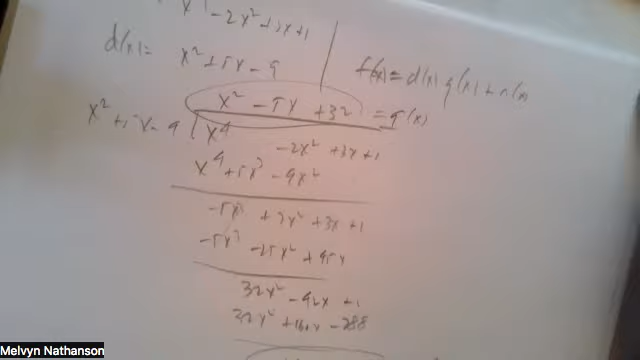 x⁴ - 2x² + 3x + 1
d(x) = x² + 5x - 9
f(x) = d(x) q(x) + r(x)
x² - 5x + 32 = q(x)
x² + 5x - 9 | x⁴ - 2x² + 3x + 1
x⁴ + 5x³ - 9x²
-5x³ + 7x² + 3x + 1
-5x³ - 25x² + 45x
32x² - 42x + 1
32x² + 160x - 288
Melvyn Nathanson